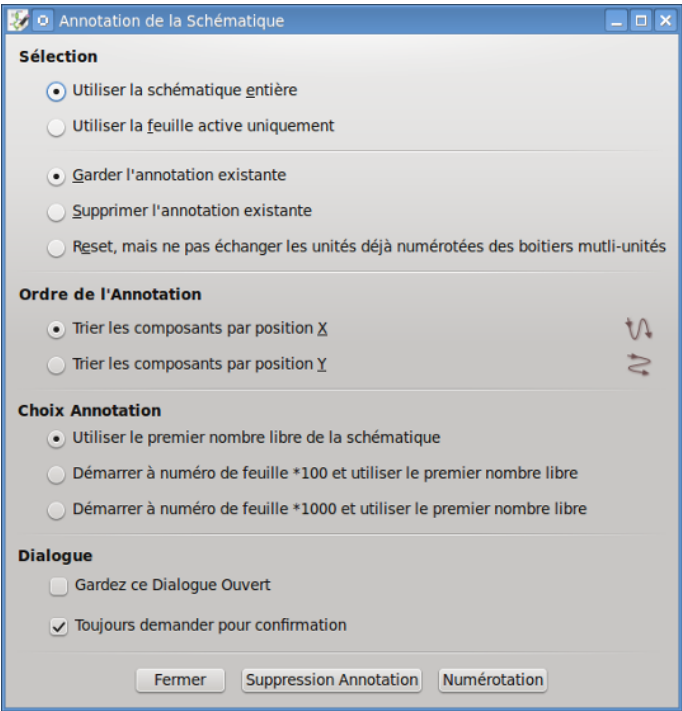 Annotation de la Schématique
Sélection
Utiliser la schématique entière
Utiliser la feuille active uniquement
Garder l'annotation existante
Supprimer l'annotation existante
Reset, mais ne pas échanger les unités déjà numérotées des boitiers mutli-unités
Ordre de l'Annotation
Trier les composants par position X
Trier les composants par position Y
Choix Annotation
Utiliser le premier nombre libre de la schématique
Démarrer à numéro de feuille *100 et utiliser le premier nombre libre
Démarrer à numéro de feuille *1000 et utiliser le premier nombre libre
Dialogue
Gardez ce Dialogue Ouvert
Toujours demander pour confirmation
Fermer Suppression Annotation Numérotation